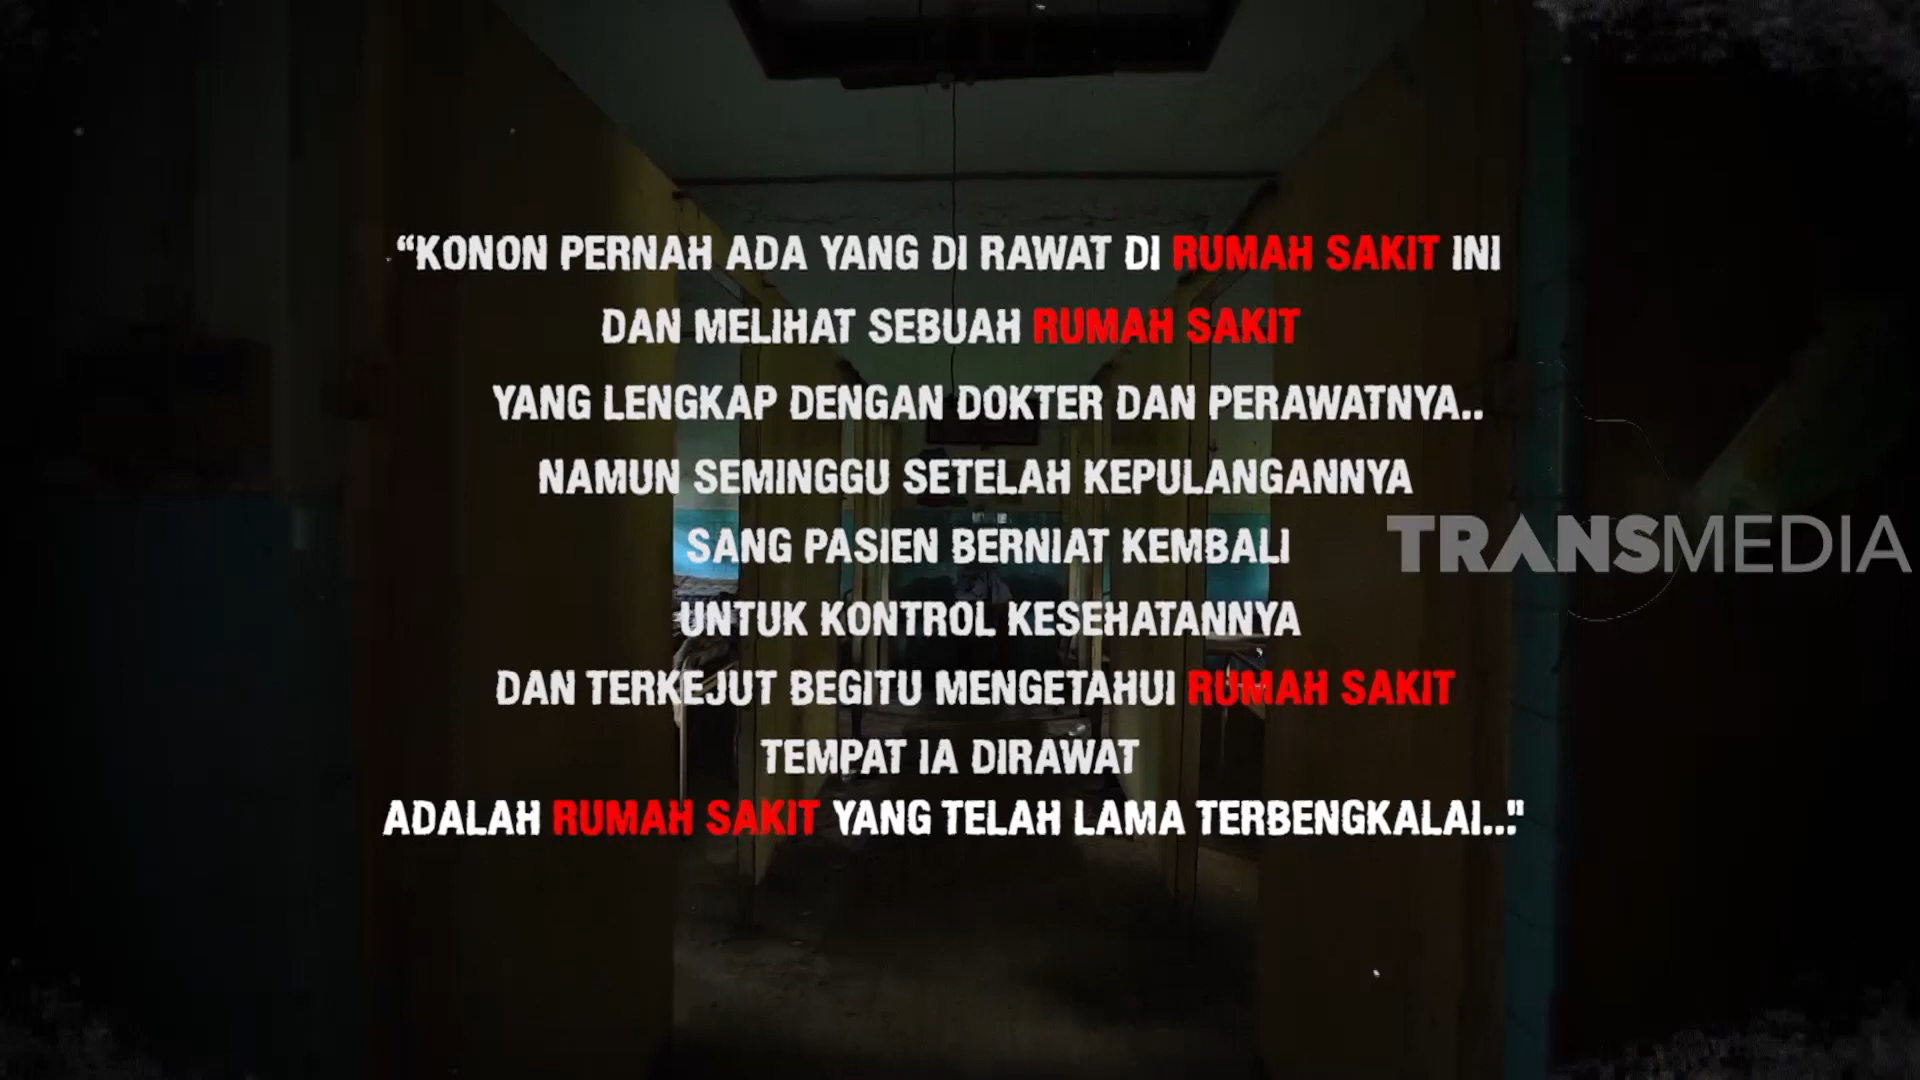 “KONON PERNAH ADA YANG DI RAWAT DI RUMAH SAKIT INI
DAN MELIHAT SEBUAH RUMAH SAKIT
YANG LENGKAP DENGAN DOKTER DAN PERAWATNYA..
NAMUN SEMINGGU SETELAH KEPULANGANNYA
SANG PASIEN BERNIAT KEMBALI
TRANSMEDIA
UNTUK KONTROL KESEHATANNYA
DAN TERKEJUT BEGITU MENGETAHUI RUMAH SAKIT
TEMPAT IA DIRAWAT
ADALAH RUMAH SAKIT YANG TELAH LAMA TERBENGKALAI..."